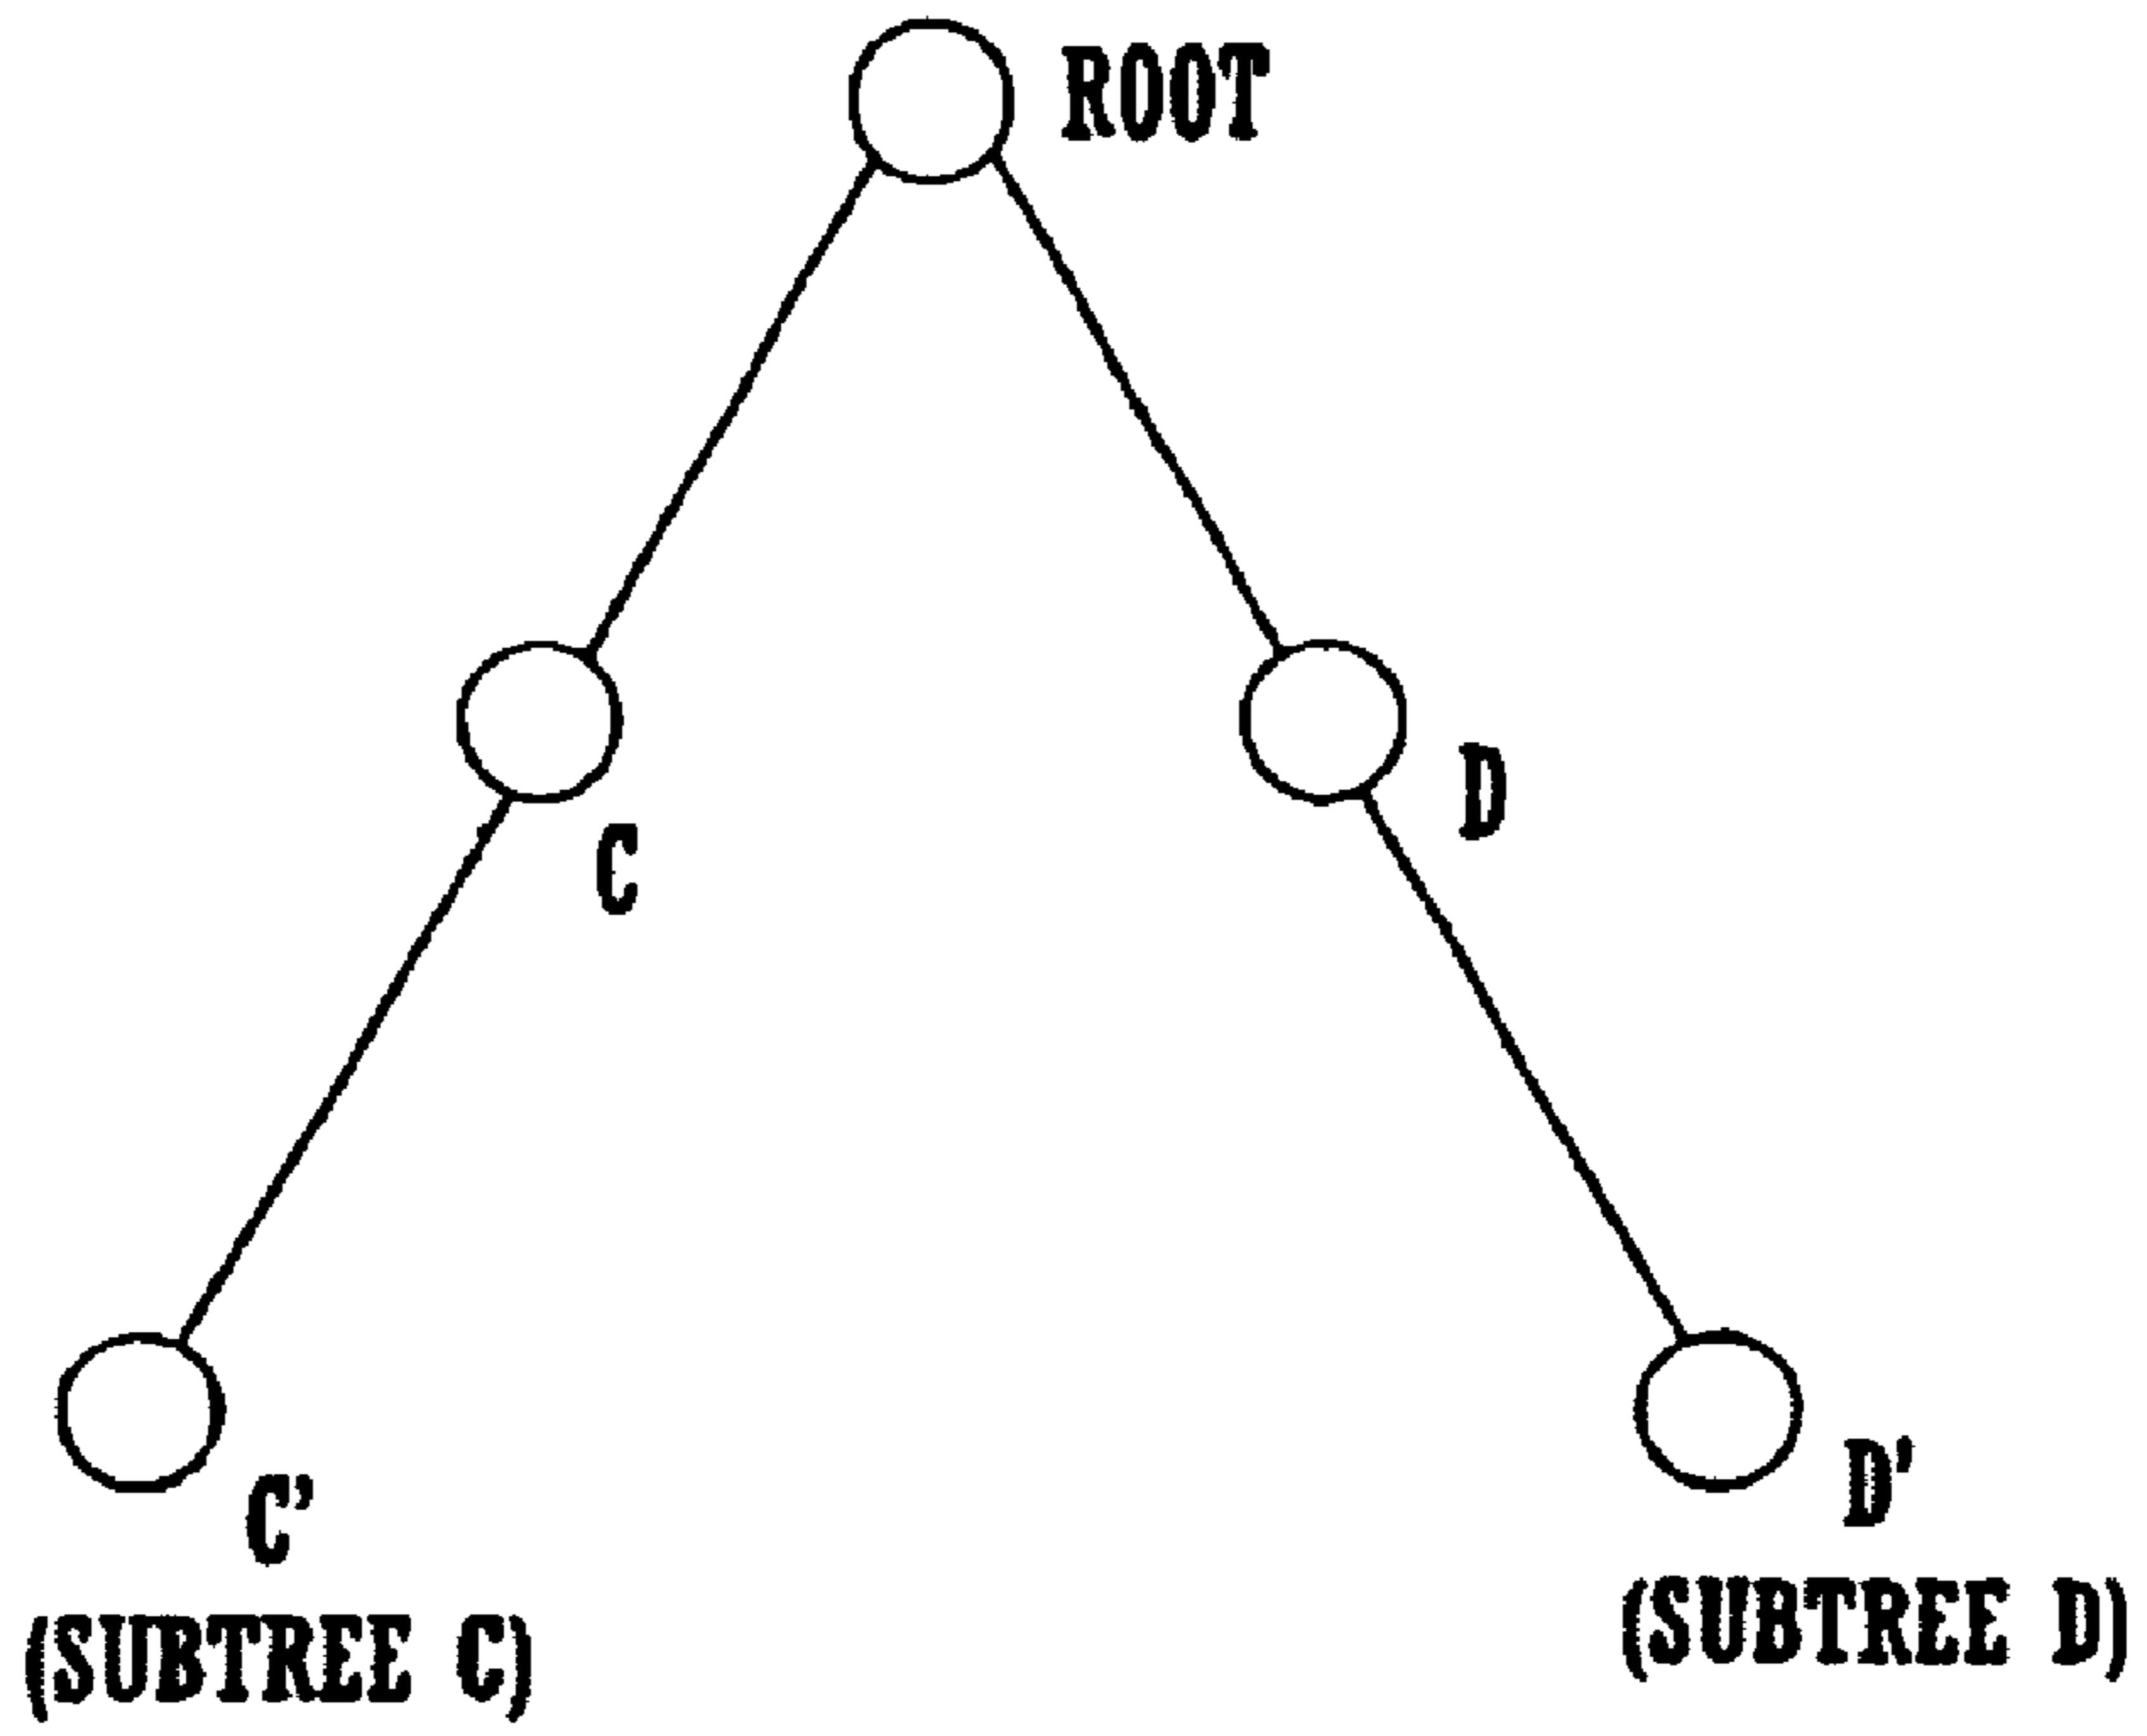 ROOT
C
D
C'
(SUBTREE C)
D'
(SUBTREE D)